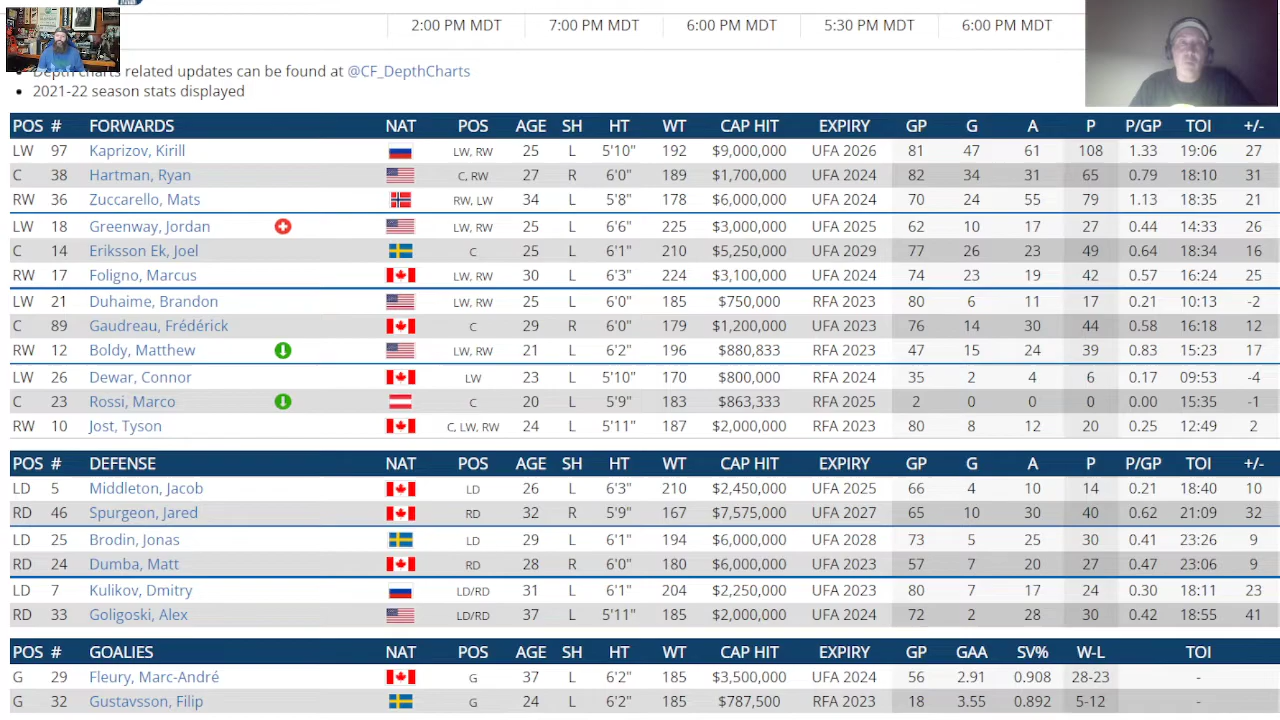 2:00 PM MDT 7:00 PM MDT 6:00 PM MDT 5:30 PM MDT 6:00 PM MDT
Depth charts related updates can be found at @CF_DepthCharts
2021-22 season stats displayed
POS # FORWARDS NAT POS AGE SH HT WT CAP HIT EXPIRY GP G A P P/GP TOI +/-
LW 97 Kaprizov, Kirill LW, RW 25 L 5'10" 192 $9,000,000 UFA 2026 81 47 61 108 1.33 19:06 27
C 38 Hartman, Ryan C, RW 27 R 6'0" 189 $1,700,000 UFA 2024 82 34 31 65 0.79 18:10 31
RW 36 Zuccarello, Mats RW, LW 34 L 5'8" 178 $6,000,000 UFA 2024 70 24 55 79 1.13 18:35 21
LW 18 Greenway, Jordan LW, RW 25 L 6'6" 225 $3,000,000 UFA 2025 62 10 17 27 0.44 14:33 26
C 14 Eriksson Ek, Joel C 25 L 6'1" 210 $5,250,000 UFA 2029 77 26 23 49 0.64 18:34 16
RW 17 Foligno, Marcus LW, RW 30 L 6'3" 224 $3,100,000 UFA 2024 74 23 19 42 0.57 16:24 25
LW 21 Duhaime, Brandon LW, RW 25 L 6'0" 185 $750,000 RFA 2023 80 6 11 17 0.21 10:13 -2
C 89 Gaudreau, Frédérick C 29 R 6'0" 179 $1,200,000 UFA 2023 76 14 30 44 0.58 16:18 12
RW 12 Boldy, Matthew LW, RW 21 L 6'2" 196 $880,833 RFA 2023 47 15 24 39 0.83 15:23 17
LW 26 Dewar, Connor LW 23 L 5'10" 170 $800,000 RFA 2024 35 2 4 6 0.17 09:53 -4
C 23 Rossi, Marco C 20 L 5'9" 183 $863,333 RFA 2025 2 0 0 0 0.00 15:35 -1
RW 10 Jost, Tyson C, LW, RW 24 L 5'11" 187 $2,000,000 RFA 2023 80 8 12 20 0.25 12:49 2
POS # DEFENSE NAT POS AGE SH HT WT CAP HIT EXPIRY GP G A P P/GP TOI +/-
LD 5 Middleton, Jacob LD 26 L 6'3" 210 $2,450,000 UFA 2025 66 4 10 14 0.21 18:40 10
RD 46 Spurgeon, Jared RD 32 R 5'9" 167 $7,575,000 UFA 2027 65 10 30 40 0.62 21:09 32
LD 25 Brodin, Jonas LD 29 L 6'1" 194 $6,000,000 UFA 2028 73 5 25 30 0.41 23:26 9
RD 24 Dumba, Matt RD 28 R 6'0" 180 $6,000,000 UFA 2023 57 7 20 27 0.47 23:06 9
LD 7 Kulikov, Dmitry LD/RD 31 L 6'1" 204 $2,250,000 UFA 2023 80 7 17 24 0.30 18:11 23
RD 33 Goligoski, Alex LD/RD 37 L 5'11" 185 $2,000,000 UFA 2024 72 2 28 30 0.42 18:55 41
POS # GOALIES NAT POS AGE SH HT WT CAP HIT EXPIRY GP GAA SV% W-L TOI
G 29 Fleury, Marc-André G 37 L 6'2" 185 $3,500,000 UFA 2024 56 2.91 0.908 28-23 -
G 32 Gustavsson, Filip G 24 L 6'2" 185 $787,500 RFA 2023 18 3.55 0.892 5-12 -